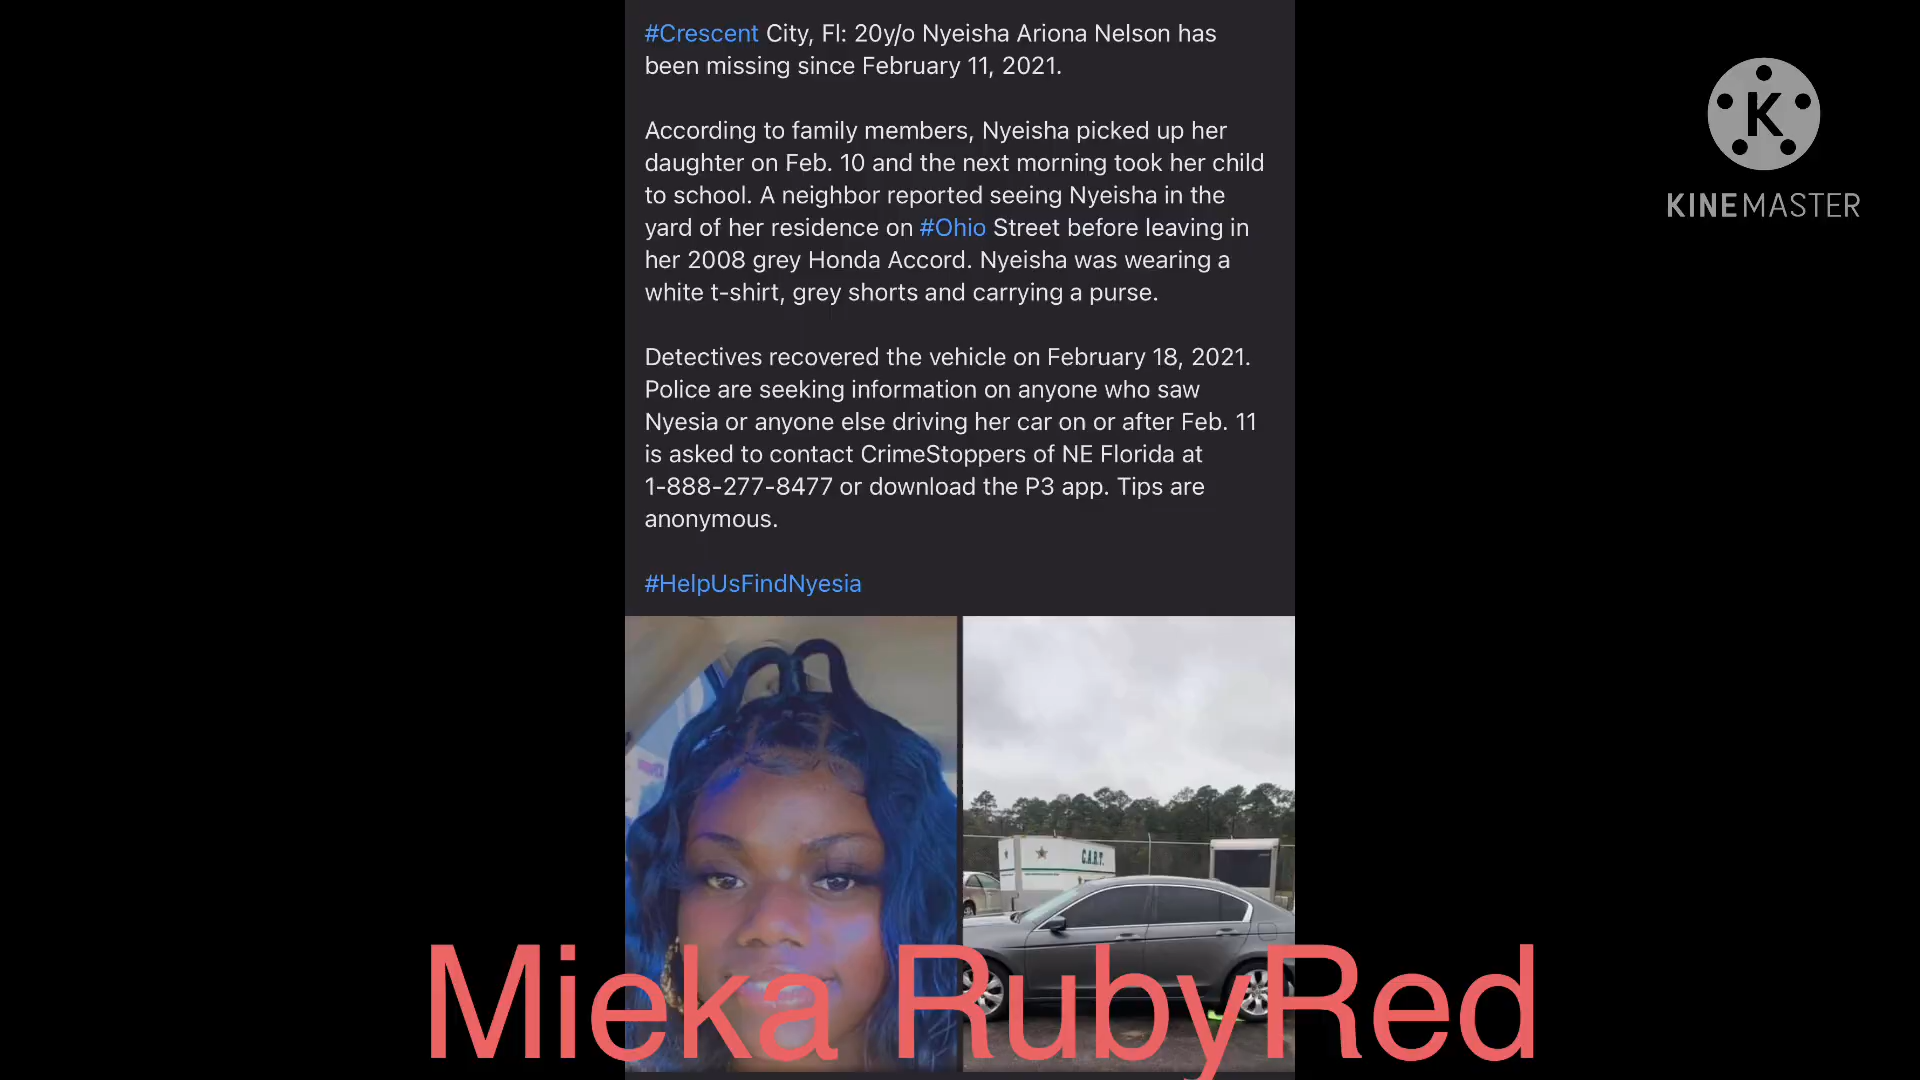 #Crescent City, Fl: 20y/o Nyeisha Ariona Nelson has
been missing since February 11, 2021.
According to family members, Nyeisha picked up her
daughter on Feb. 10 and the next morning took her child
to school. A neighbor reported seeing Nyeisha in the
yard of her residence on #Ohio Street before leaving in
her 2008 grey Honda Accord. Nyeisha was wearing a
white t-shirt, grey shorts and carrying a purse.
Detectives recovered the vehicle on February 18, 2021.
Police are seeking information on anyone who saw
Nyesia or anyone else driving her car on or after Feb. 11
is asked to contact CrimeStoppers of NE Florida at
1-888-277-8477 or download the P3 app. Tips are
anonymous.
#HelpUsFindNyesia
K
KINEMASTER
C.A.R.T.
Mieka RubyRed